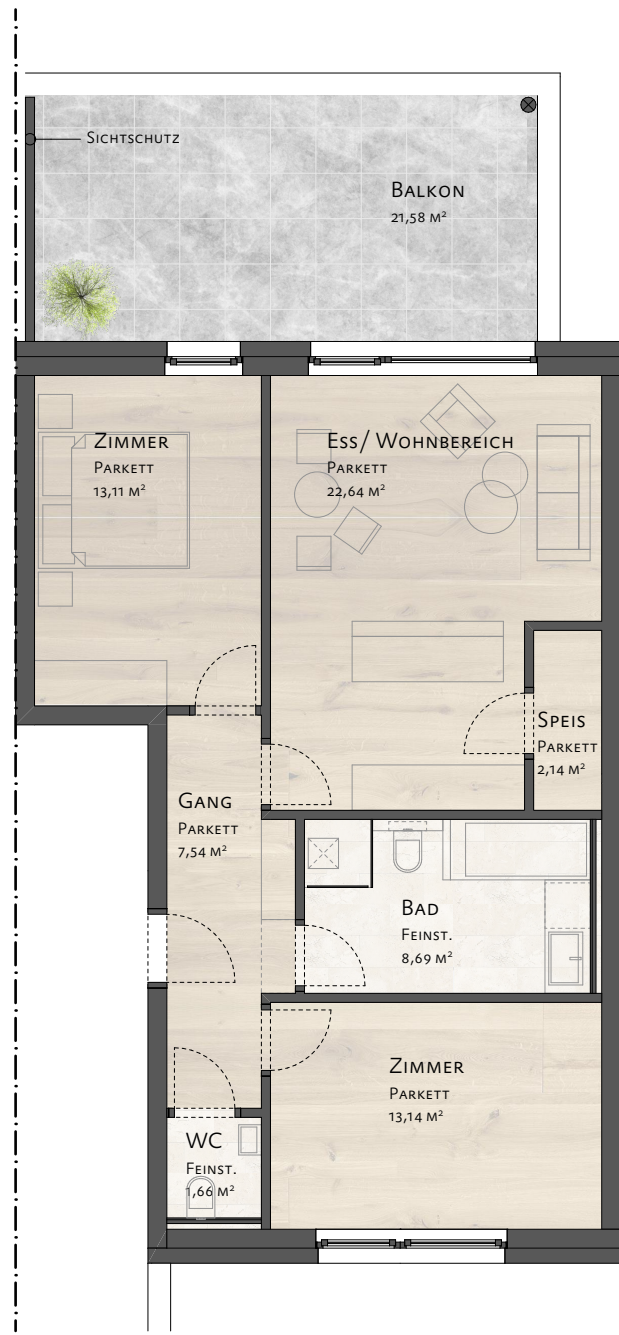 SICHTSCHUTZ
BALKON
21,58 M²
ZIMMER
PARKETT
13,11 M²
ESS/ WOHNBEREICH
PARKETT
22,64 M²
SPEIS
PARKETT
2,14 M²
GANG
PARKETT
7,54 M²
BAD
FEINST.
8,69 M²
ZIMMER
PARKETT
13,14 M²
WC
FEINST.
1,66 M²